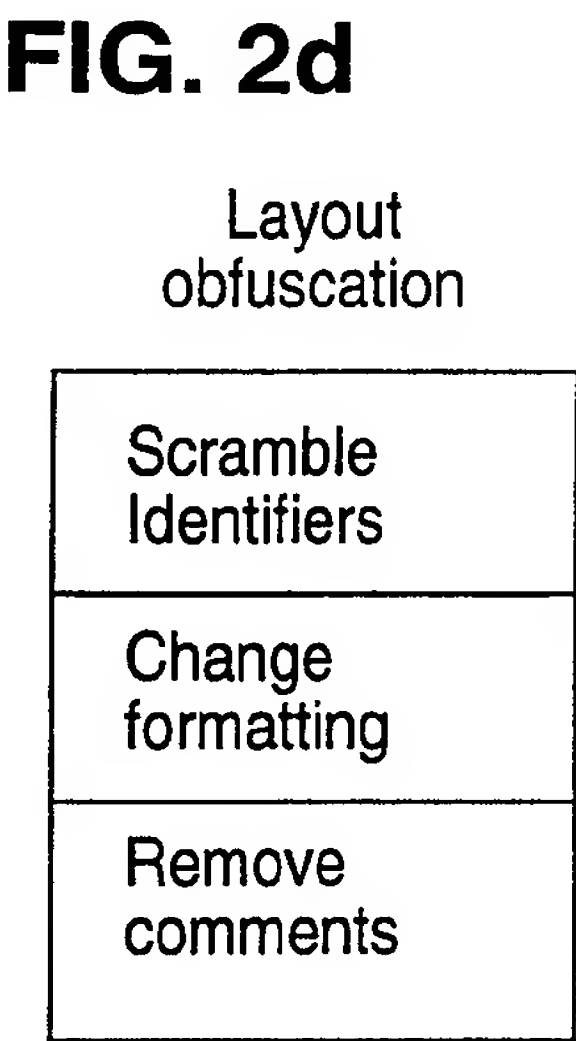 FIG. 2d
Layout
obfuscation
Scramble
Identifiers
Change
formatting
Remove
comments